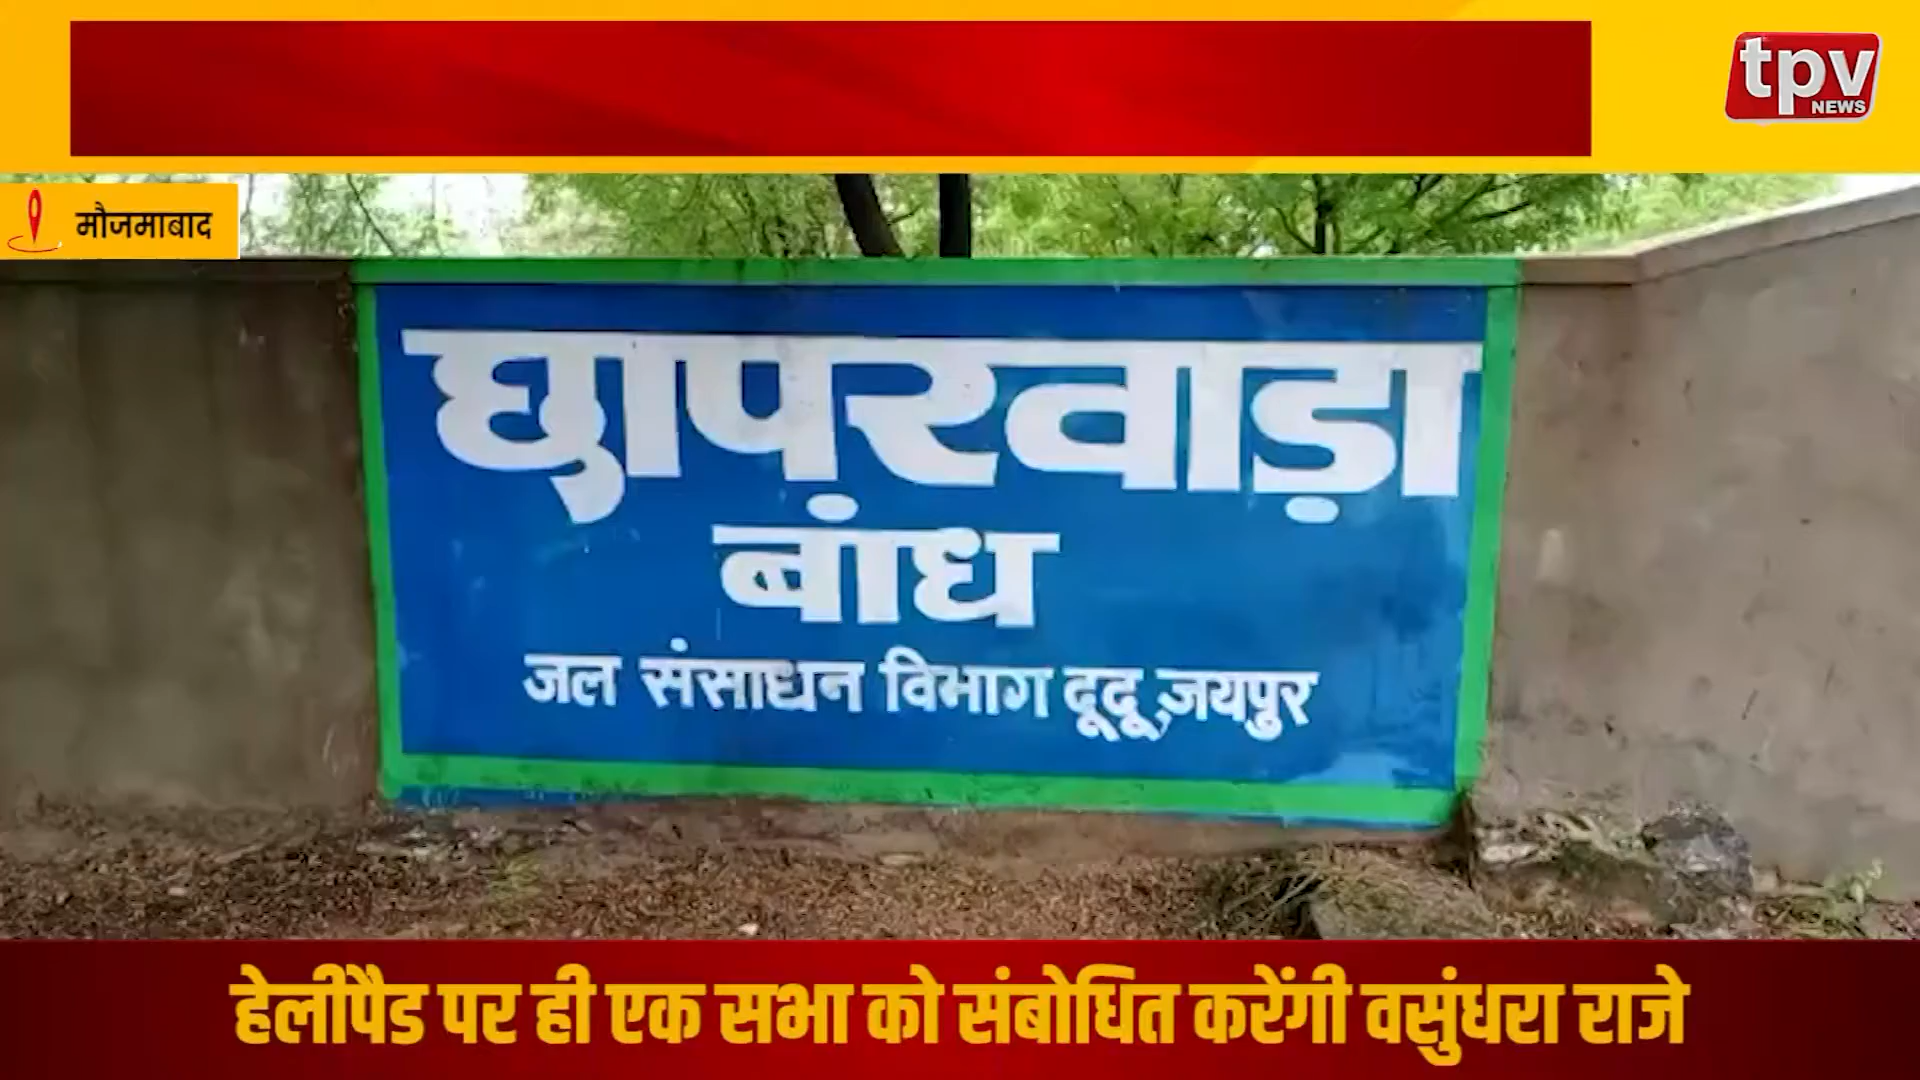 tpv
NEWS
मौजमाबाद
छापरवाड़ा
बांध
जल संसाधन विभाग दूदू,जयपुर
हेलीपैड पर ही एक सभा को संबोधित करेंगी वसुंधरा राजे